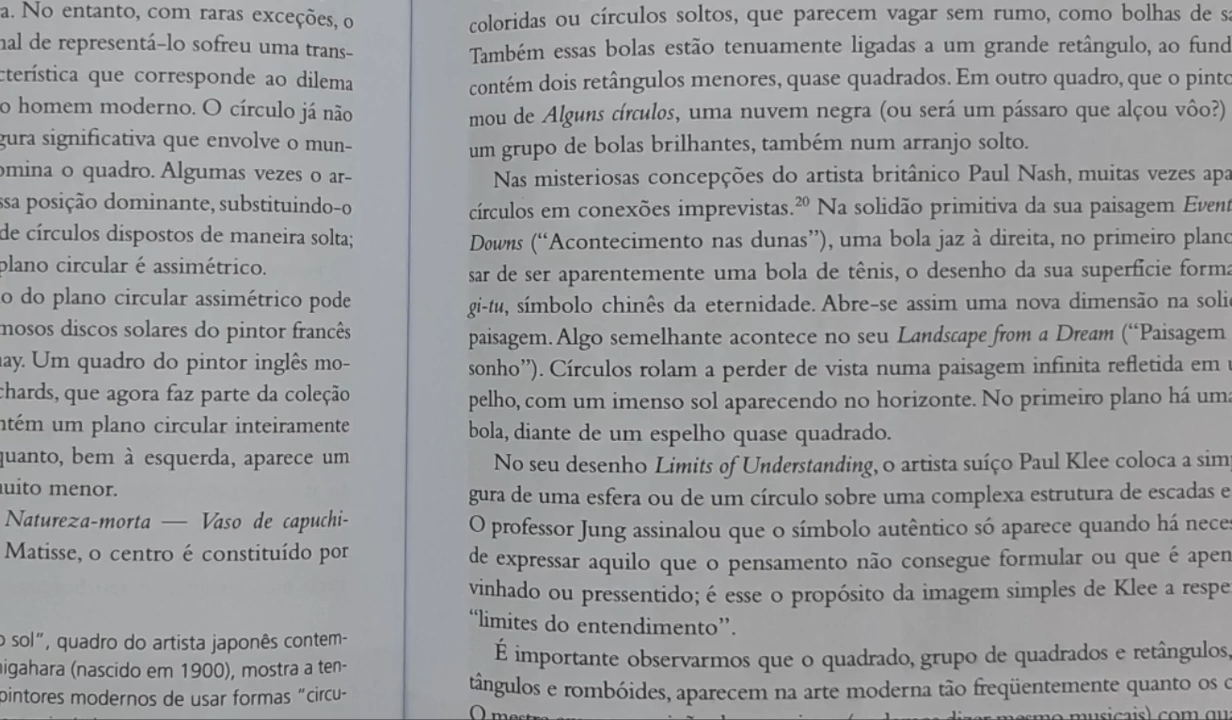 a. No entanto, com raras exceções, o
nal de representá-lo sofreu uma trans-
cterística que corresponde ao dilema
o homem moderno. O círculo já não
gura significativa que envolve o mun-
omina o quadro. Algumas vezes o ar-
ssa posição dominante, substituindo-o
de círculos dispostos de maneira solta;
plano circular é assimétrico.
o do plano circular assimétrico pode
mosos discos solares do pintor francês
nay. Um quadro do pintor inglês mo-
chards, que agora faz parte da coleção
ntém um plano circular inteiramente
quanto, bem à esquerda, aparece um
muito menor.
Natureza-morta — Vaso de capuchi-
Matisse, o centro é constituído por
o sol", quadro do artista japonês contem-
nigahara (nascido em 1900), mostra a ten-
pintores modernos de usar formas "circu-
coloridas ou círculos soltos, que parecem vagar sem rumo, como bolhas de
Também essas bolas estão tenuamente ligadas a um grande retângulo, ao fund
contém dois retângulos menores, quase quadrados. Em outro quadro, que o pinto
mou de Alguns círculos, uma nuvem negra (ou será um pássaro que alçou vôo?)
um grupo de bolas brilhantes, também num arranjo solto.
Nas misteriosas concepções do artista britânico Paul Nash, muitas vezes apa
círculos em conexões imprevistas.20 Na solidão primitiva da sua paisagem Event
Downs ("Acontecimento nas dunas"), uma bola jaz à direita, no primeiro plano
sar de ser aparentemente uma bola de tênis, o desenho da sua superfície forma
gi-tu, símbolo chinês da eternidade. Abre-se assim uma nova dimensão na soli
paisagem. Algo semelhante acontece no seu Landscape from a Dream ("Paisagem
sonho"). Círculos rolam a perder de vista numa paisagem infinita refletida em
pelho, com um imenso sol aparecendo no horizonte. No primeiro plano há uma
bola, diante de um espelho quase quadrado.
No seu desenho Limits of Understanding, o artista suíço Paul Klee coloca a sim
gura de uma esfera ou de um círculo sobre uma complexa estrutura de escadas e
O professor Jung assinalou que o símbolo autêntico só aparece quando há neces
de expressar aquilo que o pensamento não consegue formular ou que é apen
vinhado ou pressentido; é esse o propósito da imagem simples de Klee a respe
"limites do entendimento".
É importante observarmos que o quadrado, grupo de quadrados e retângulos,
tângulos e rombóides, aparecem na arte moderna tão freqüentemente quanto os c